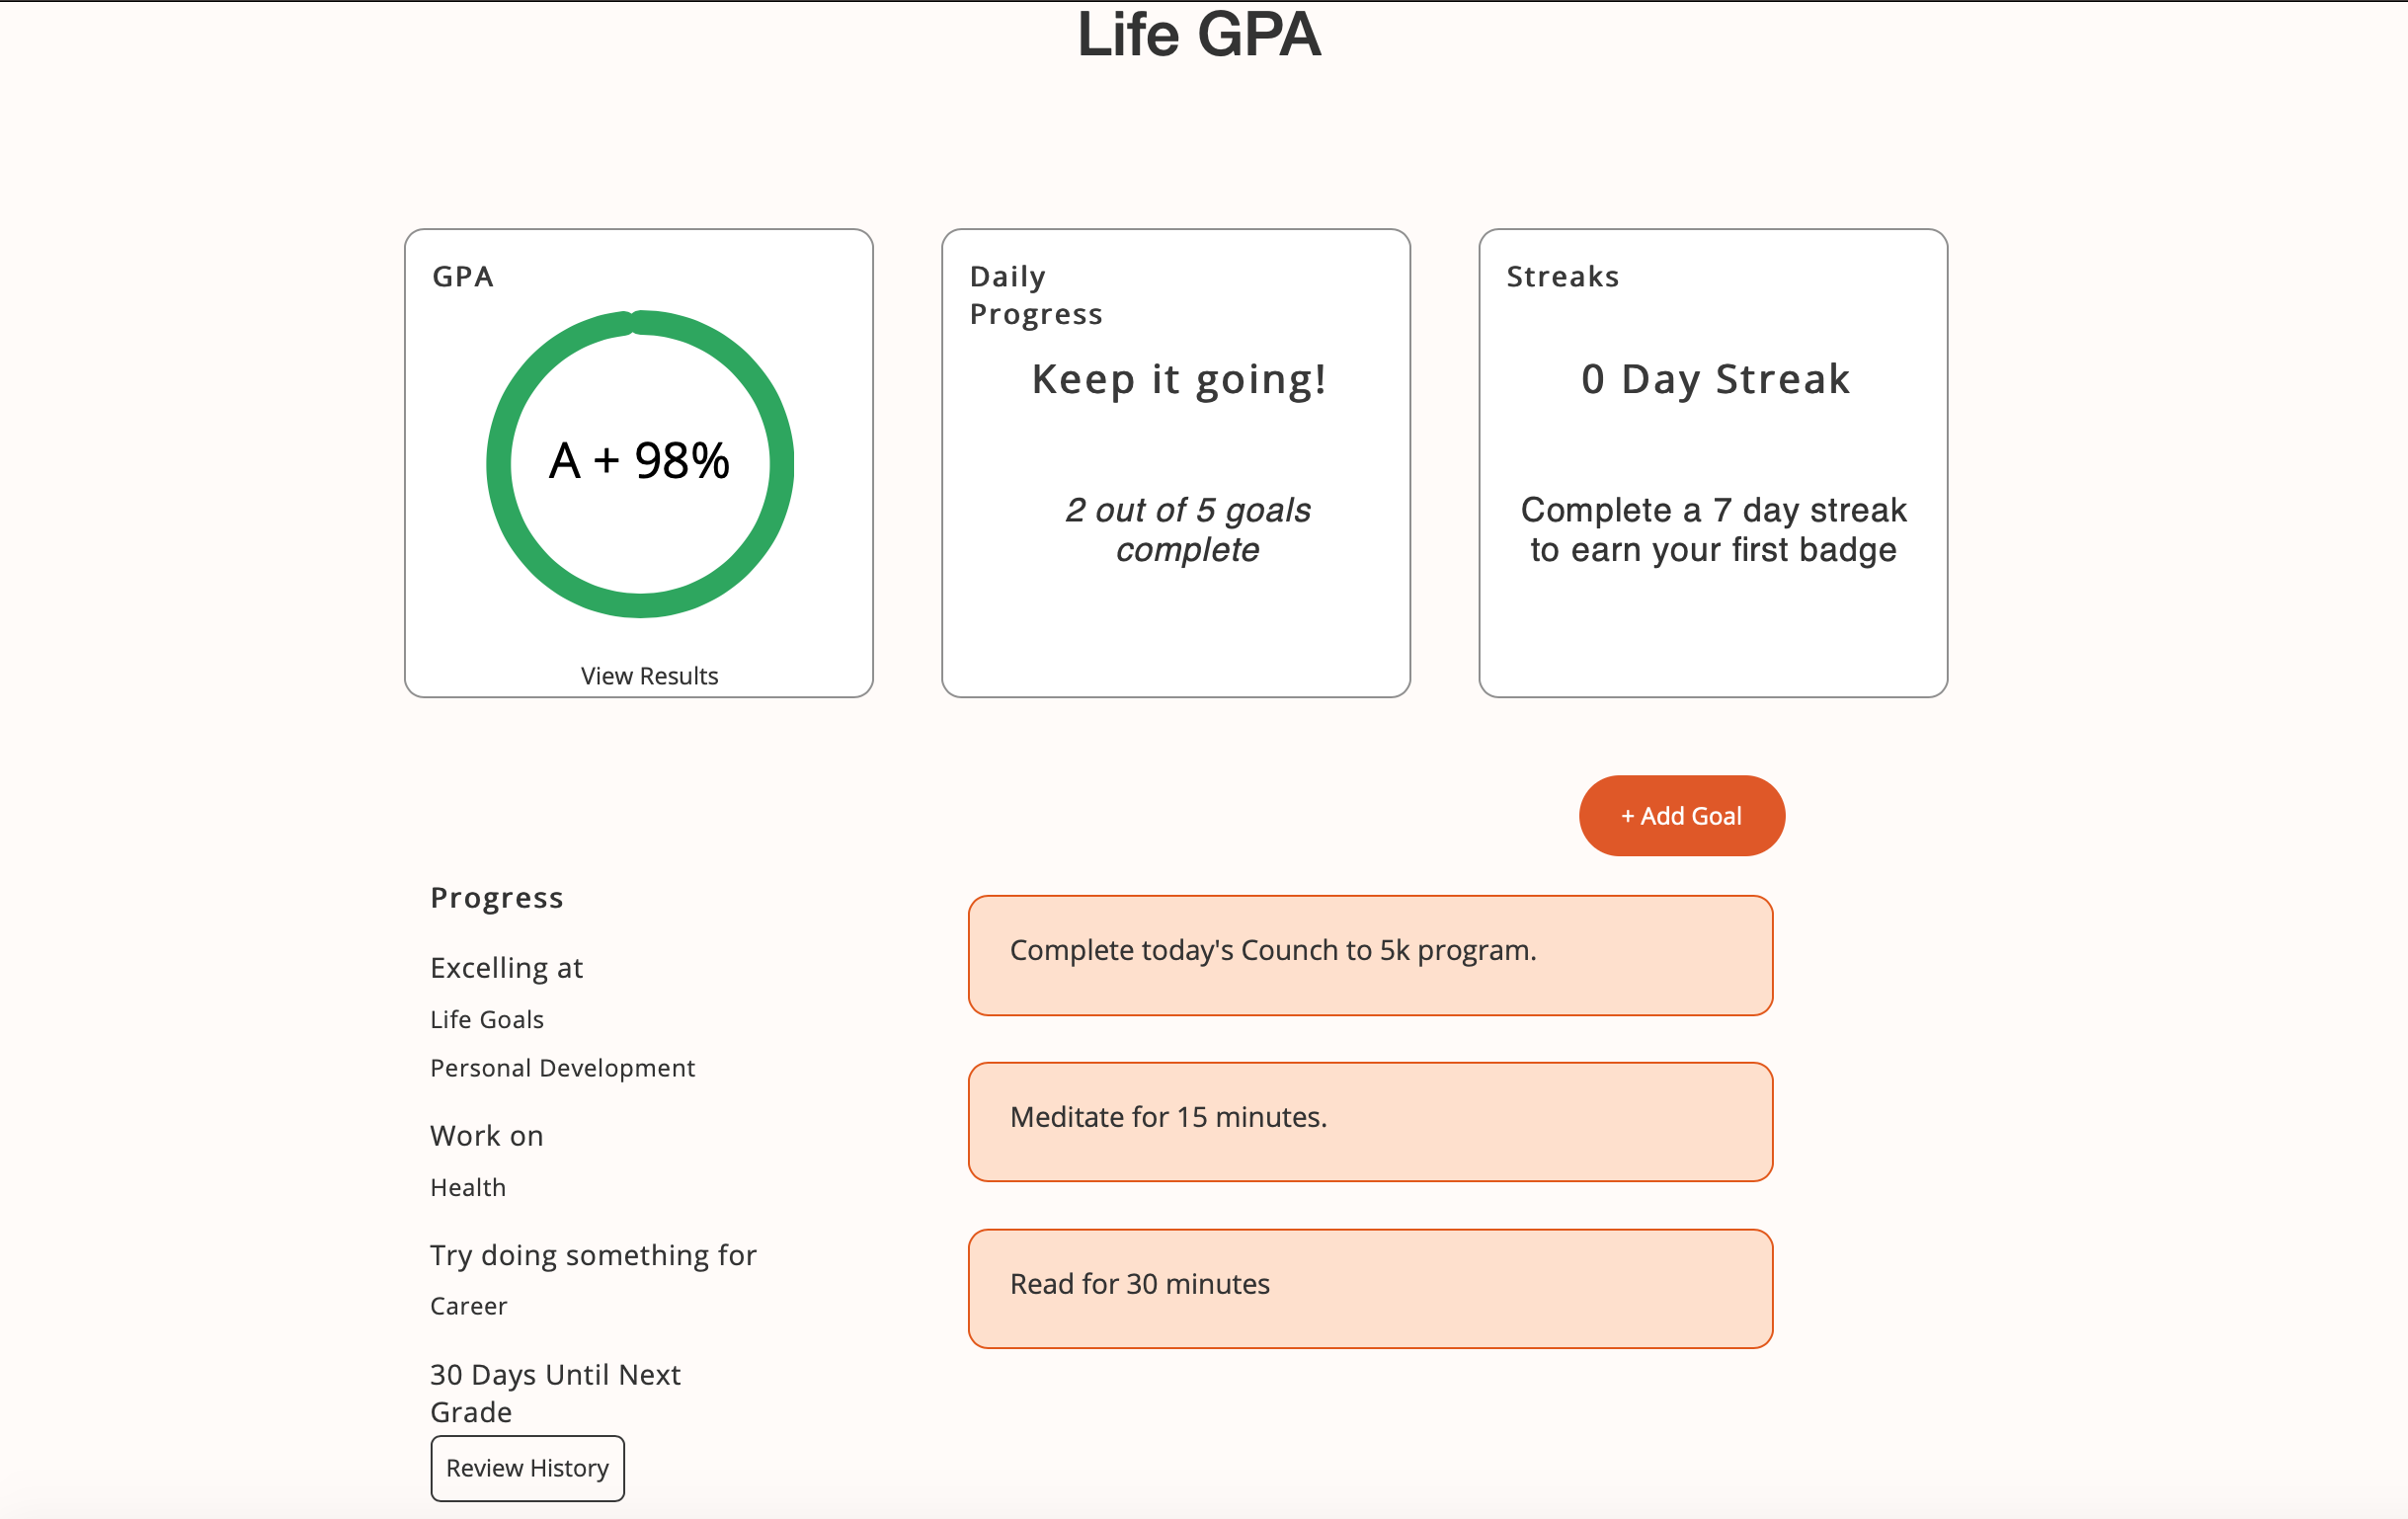 Life GPA
GPA
A + 98%
View Results
Daily
Progress
Keep it going!
2 out of 5 goals
complete
Streaks
0 Day Streak
Complete a 7 day streak
to earn your first badge
+ Add Goal
Progress
Excelling at
Life Goals
Personal Development
Work on
Health
Try doing something for
Career
30 Days Until Next
Grade
Review History
Complete today's Counch to 5k program.
Meditate for 15 minutes.
Read for 30 minutes